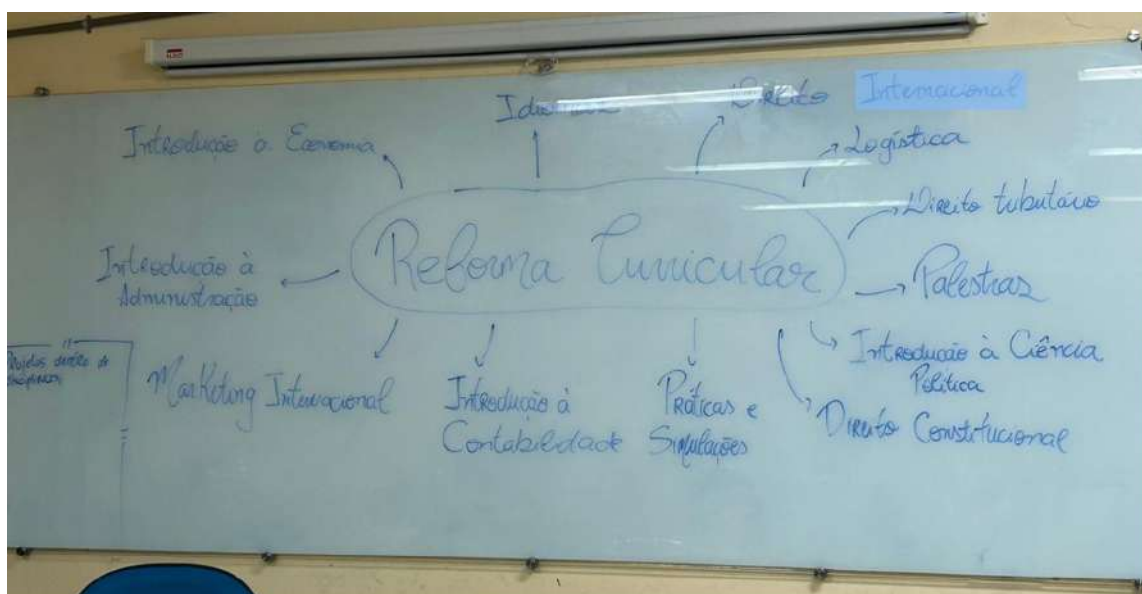 Idiomas
Direito Internacional
Introdução à Economia
Logística
Direito tributário
Reforma Curricular
Introdução à
Administração
Palestras
Introdução à Ciência
Política
Marketing Internacional
Introdução à
Contabilidade
Práticas e
Simulações
Direito Constitucional